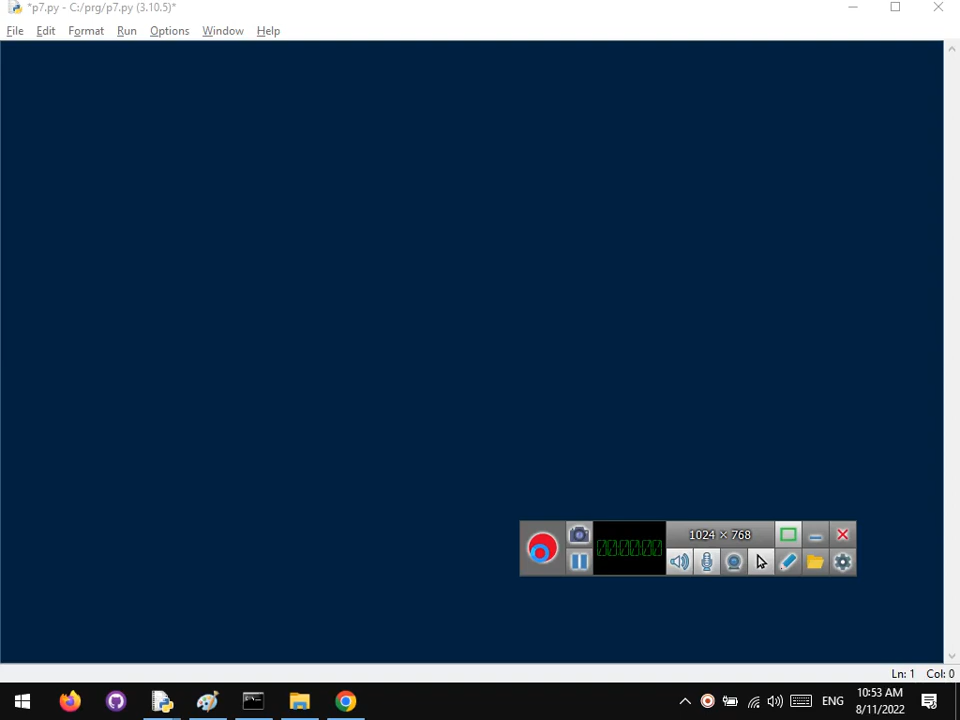 *p7.py - C:/prg/p7.py (3.10.5)*
File Edit Format Run Options Window Help
1024 × 768
Ln: 1 Col: 0
ENG
10:53 AM
8/11/2022